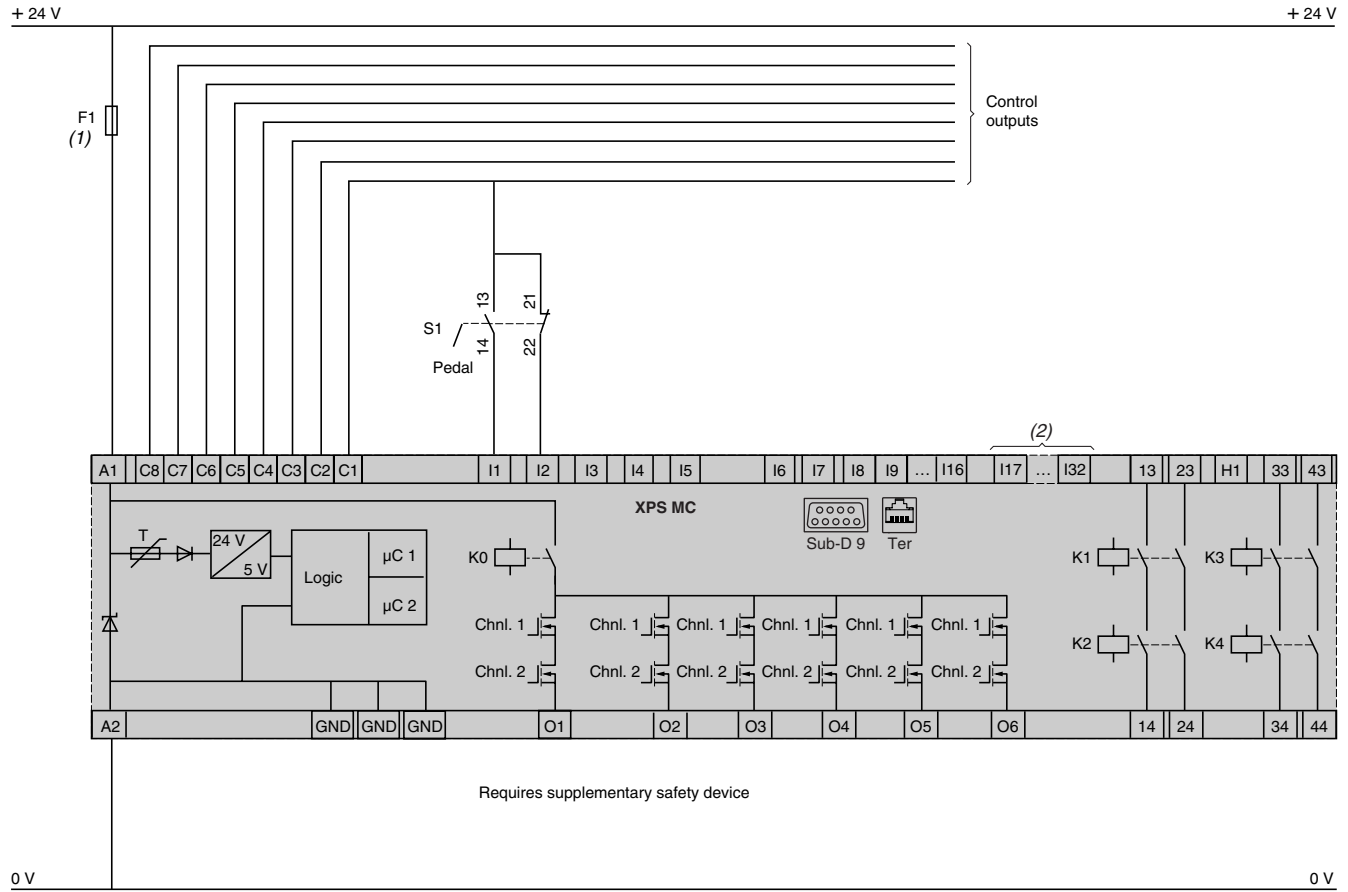 + 24 V + 24 V
F1
(1)
Control
outputs
13 21
S1
14 22
Pedal
(2)
A1 C8 C7 C6 C5 C4 C3 C2 C1 I1 I2 I3 I4 I5 I6 I7 I8 I9 ... I16 I17 ... I32 13 23 H1 33 43
XPS MC
T 24 V
5 V
Logic
µC 1
µC 2
K0
Sub-D 9 Ter
K1 K3
Chnl. 1 Chnl. 1 Chnl. 1 Chnl. 1 Chnl. 1 Chnl. 1
K2 K4
Chnl. 2 Chnl. 2 Chnl. 2 Chnl. 2 Chnl. 2 Chnl. 2
A2 GND GND GND O1 O2 O3 O4 O5 O6 14 24 34 44
Requires supplementary safety device
0 V 0 V